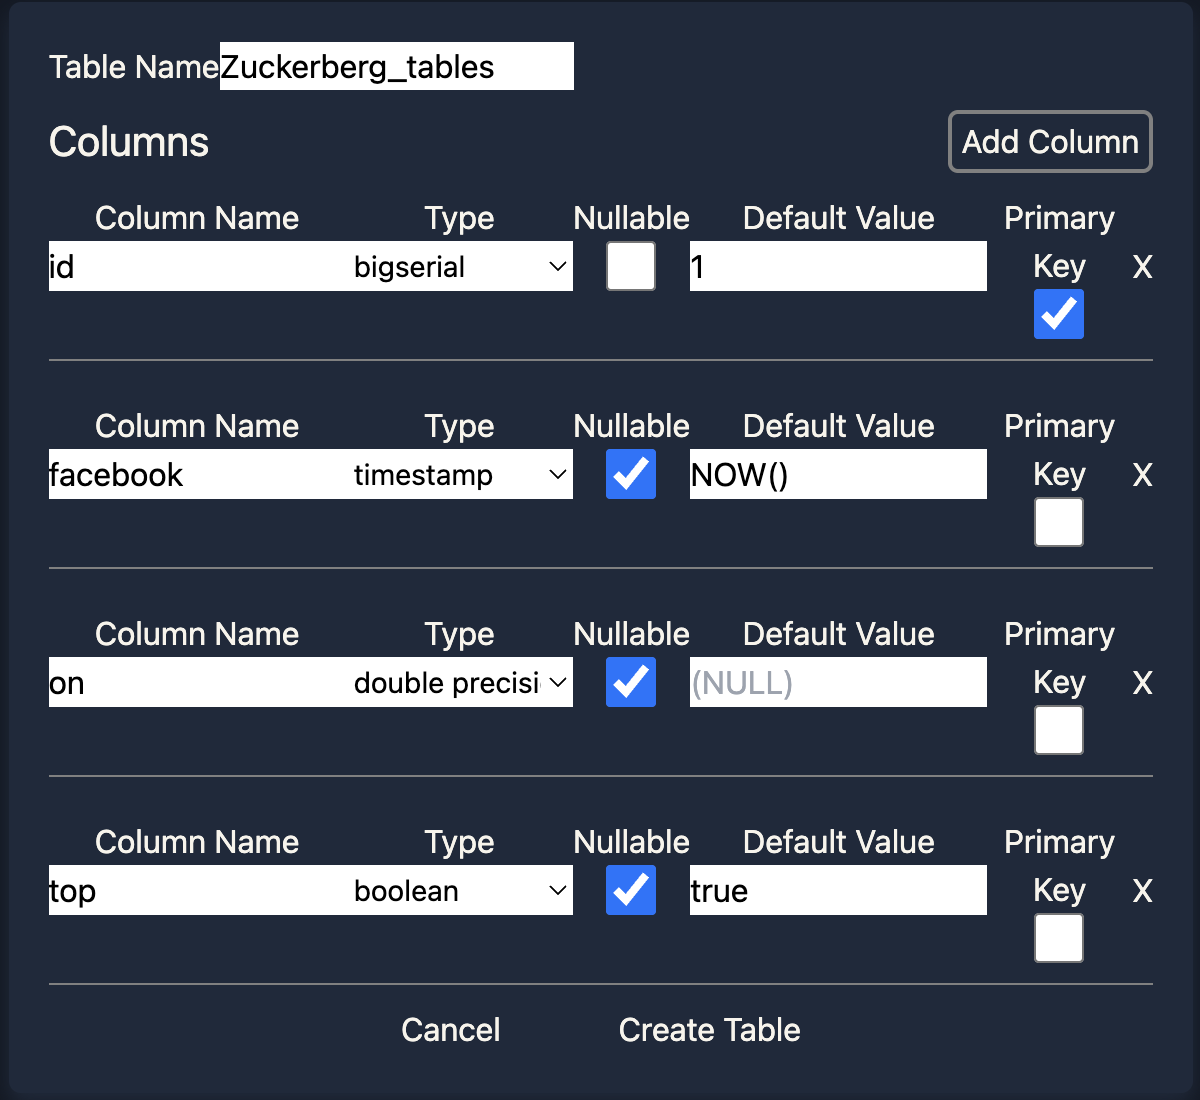 Table Name Zuckerberg_tables
Columns Add Column
Column Name Type Nullable Default Value Primary
id bigserial 1 Key X
Column Name Type Nullable Default Value Primary
facebook timestamp NOW() Key X
Column Name Type Nullable Default Value Primary
on double precisi (NULL) Key X
Column Name Type Nullable Default Value Primary
top boolean true Key X
Cancel Create Table